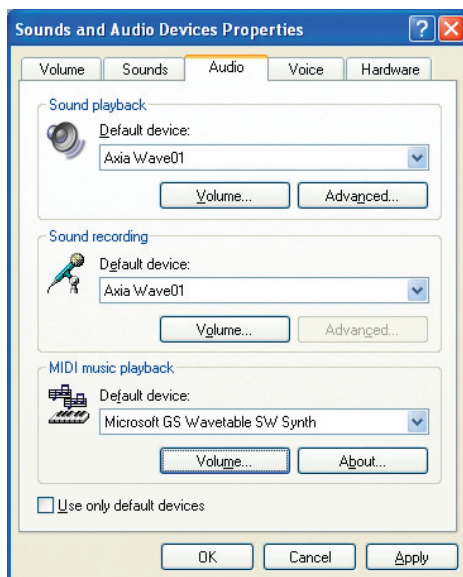 Sounds and Audio Devices Properties
Volume Sounds Audio Voice Hardware
Sound playback
Default device:
Axia Wave01
Volume... Advanced...
Sound recording
Default device:
Axia Wave01
Volume... Advanced...
MIDI music playback
Default device:
Microsoft GS Wavetable SW Synth
Volume... About...
Use only default devices
OK Cancel Apply